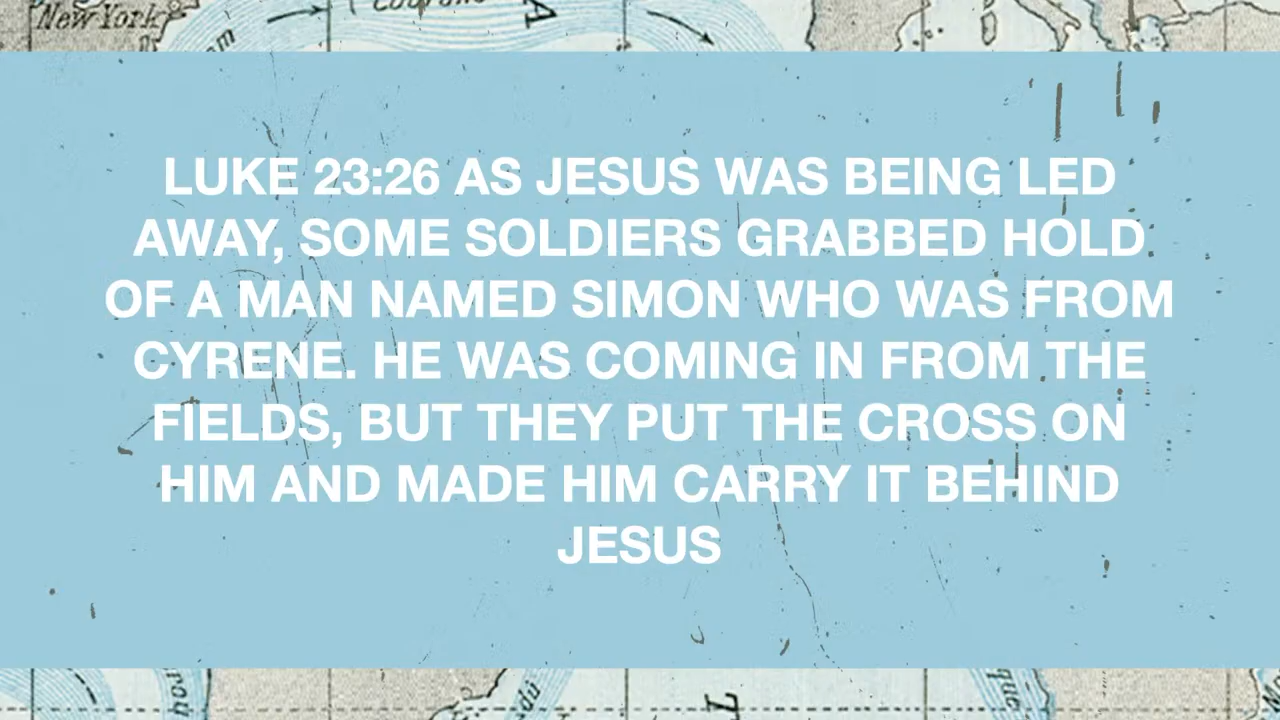 New York
LUKE 23:26 AS JESUS WAS BEING LED
AWAY, SOME SOLDIERS GRABBED HOLD
OF A MAN NAMED SIMON WHO WAS FROM
CYRENE. HE WAS COMING IN FROM THE
FIELDS, BUT THEY PUT THE CROSS ON
HIM AND MADE HIM CARRY IT BEHIND
JESUS